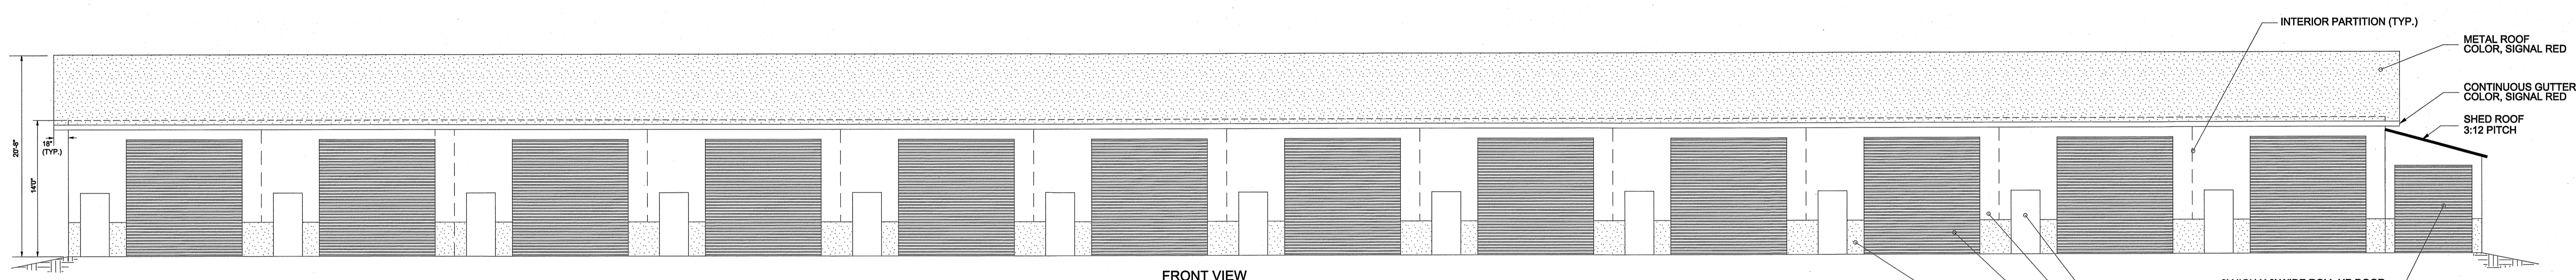 INTERIOR PARTITION (TYP.)
METAL ROOF
COLOR, SIGNAL RED
CONTINUOUS GUTTER
COLOR, SIGNAL RED
SHED ROOF
3:12 PITCH
20'-8"
14'0"
18"
(TYP.)
FRONT VIEW